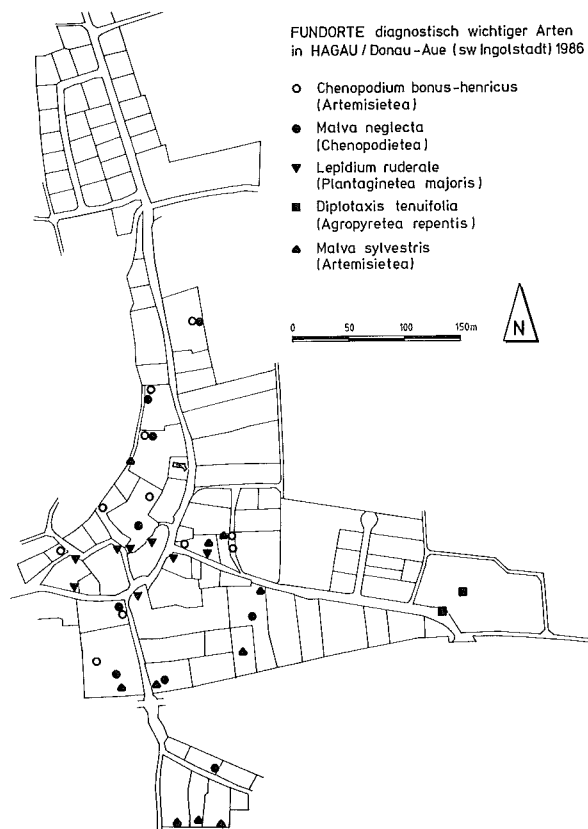 FUNDORTE diagnostisch wichtiger Arten
in HAGAU / Donau-Aue (sw Ingolstadt) 1986
Chenopodium bonus-henricus
(Artemisietea)
Malva neglecta
(Chenopodietea)
Lepidium ruderale
(Plantaginetea majoris)
Diplotaxis tenuifolia
(Agropyretea repentis)
Malva sylvestris
(Artemisietea)
0 50 100 150m
N